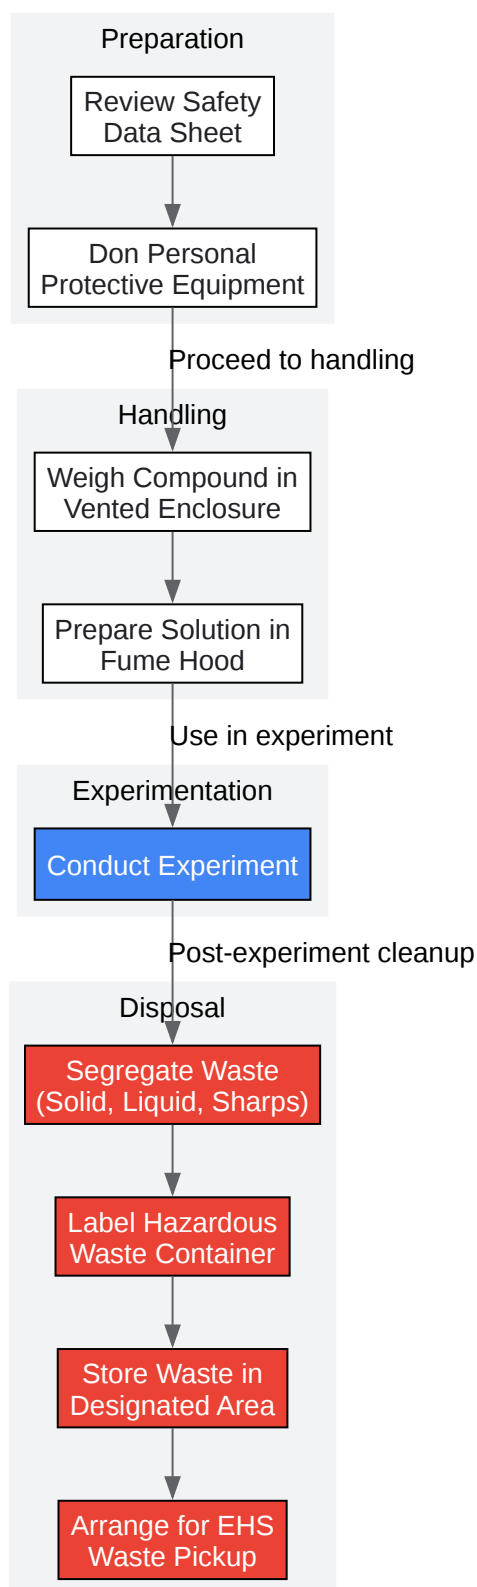 Preparation
Review Safety
Data Sheet
Don Personal
Protective Equipment
Proceed to handling
Handling
Weigh Compound in
Vented Enclosure
Prepare Solution in
Fume Hood
Use in experiment
Experimentation
Conduct Experiment
Post-experiment cleanup
Disposal
Segregate Waste
(Solid, Liquid, Sharps)
Label Hazardous
Waste Container
Store Waste in
Designated Area
Arrange for EHS
Waste Pickup